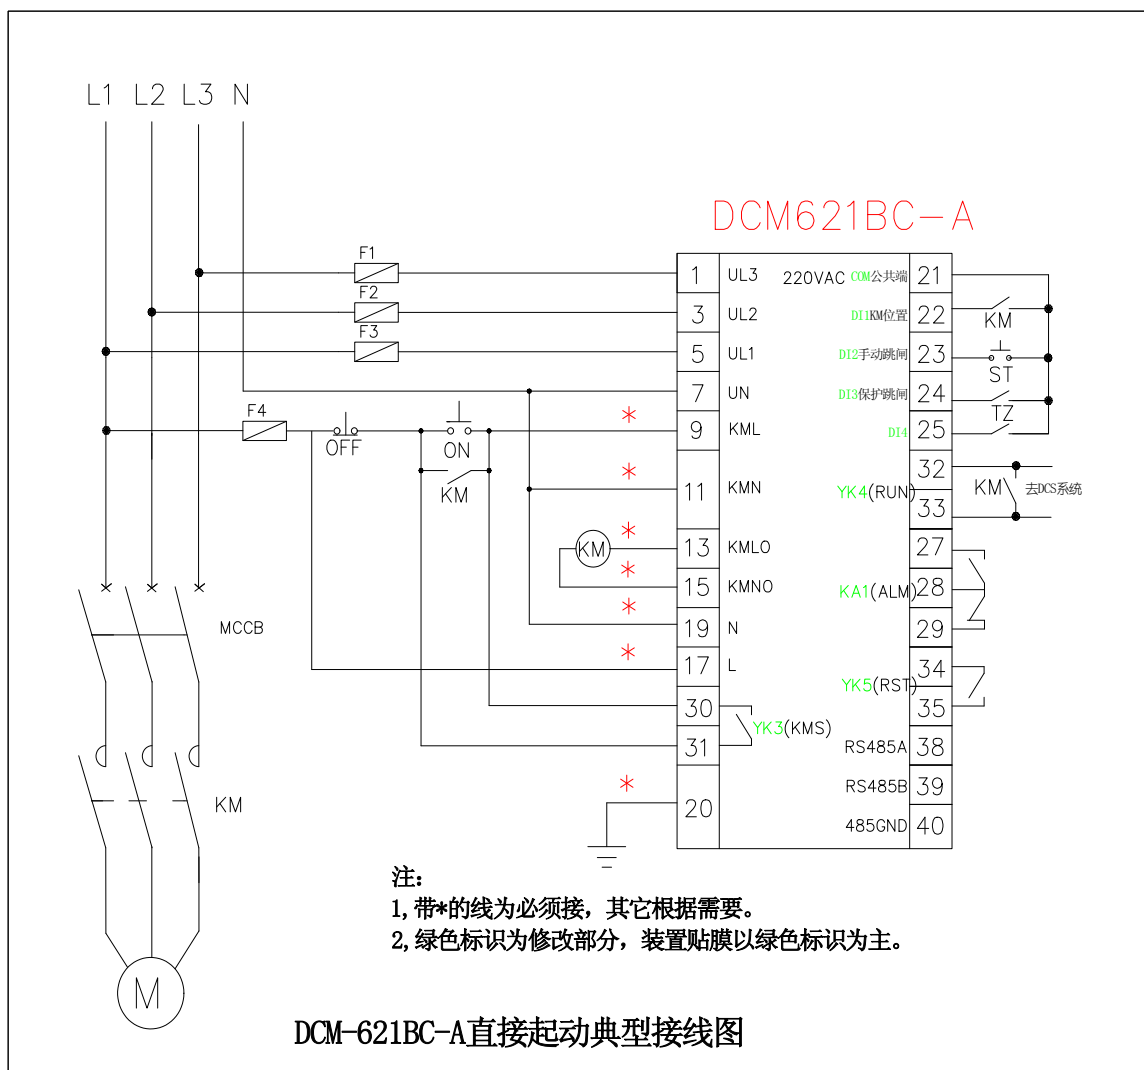 L1 L2 L3 N
DCM621BC-A
F1
F2
F3
F4
OFF
ON
KM
KM
MCCB
KM
M
*
*
*
*
*
*
*
1 UL3 220VAC COM公共端 21
3 UL2 DI1KM位置 22
5 UL1 DI2手动跳闸 23
7 UN DI3保护跳闸 24
9 KML DI4 25
11 KMN YK4(RUN) 32
33
13 KMLO 27
15 KMNO KA1(ALM) 28
19 N 29
17 L YK5(RST) 34
30 YK3(KMS) 35
31 RS485A 38
20 RS485B 39
485GND 40
KM
ST
TZ
KM 去DCS系统
注:
1,带*的线为必须接，其它根据需要。
2,绿色标识为修改部分，装置贴膜以绿色标识为主。
DCM-621BC-A直接起动典型接线图